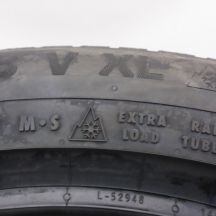 V XL
M•S EXTRA
LOAD
L-52948